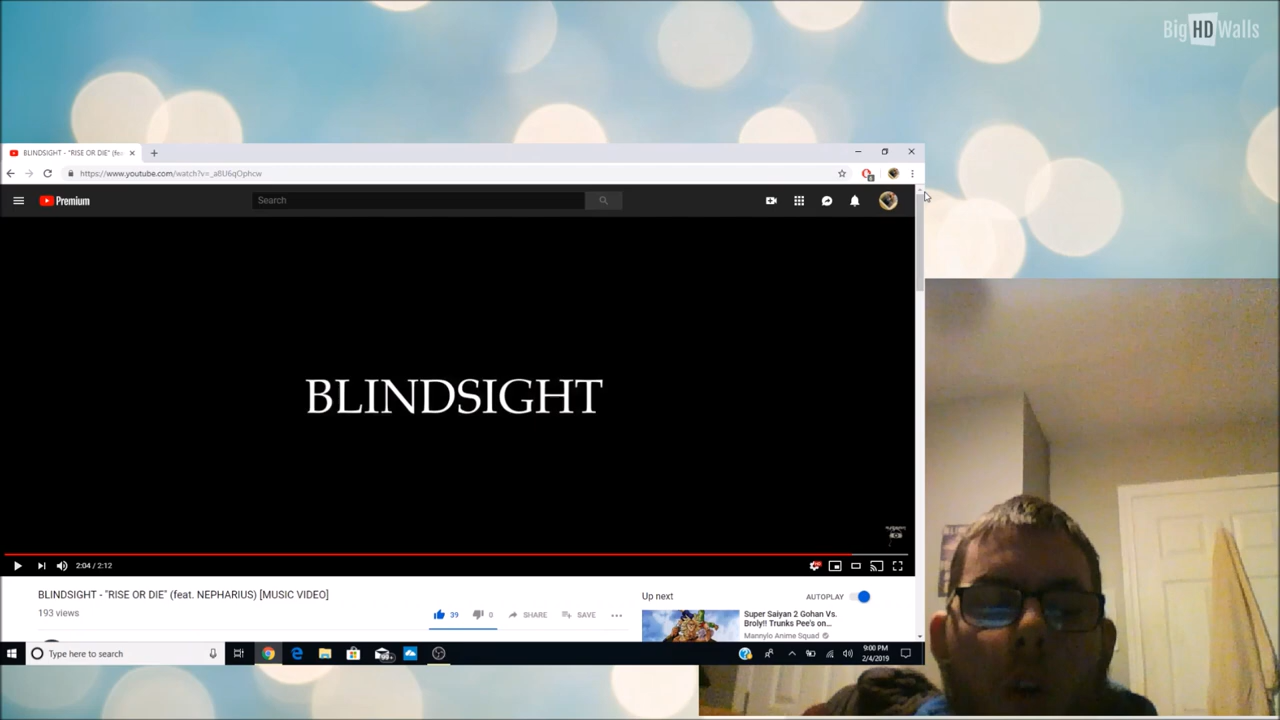 Big HD Walls
BLINDSIGHT - "RISE OR DIE" (fea
https://www.youtube.com/watch?v=_a8U6qOphcw
Premium
Search
BLINDSIGHT
2:04 / 2:12
BLINDSIGHT - "RISE OR DIE" (feat. NEPHARIUS) [MUSIC VIDEO]
193 views
39
0
SHARE
SAVE
Up next
AUTOPLAY
Super Saiyan 2 Gohan Vs.
Broly!! Trunks Pee's on...
Mannylo Anime Squad
Type here to search
9:00 PM
2/4/2019